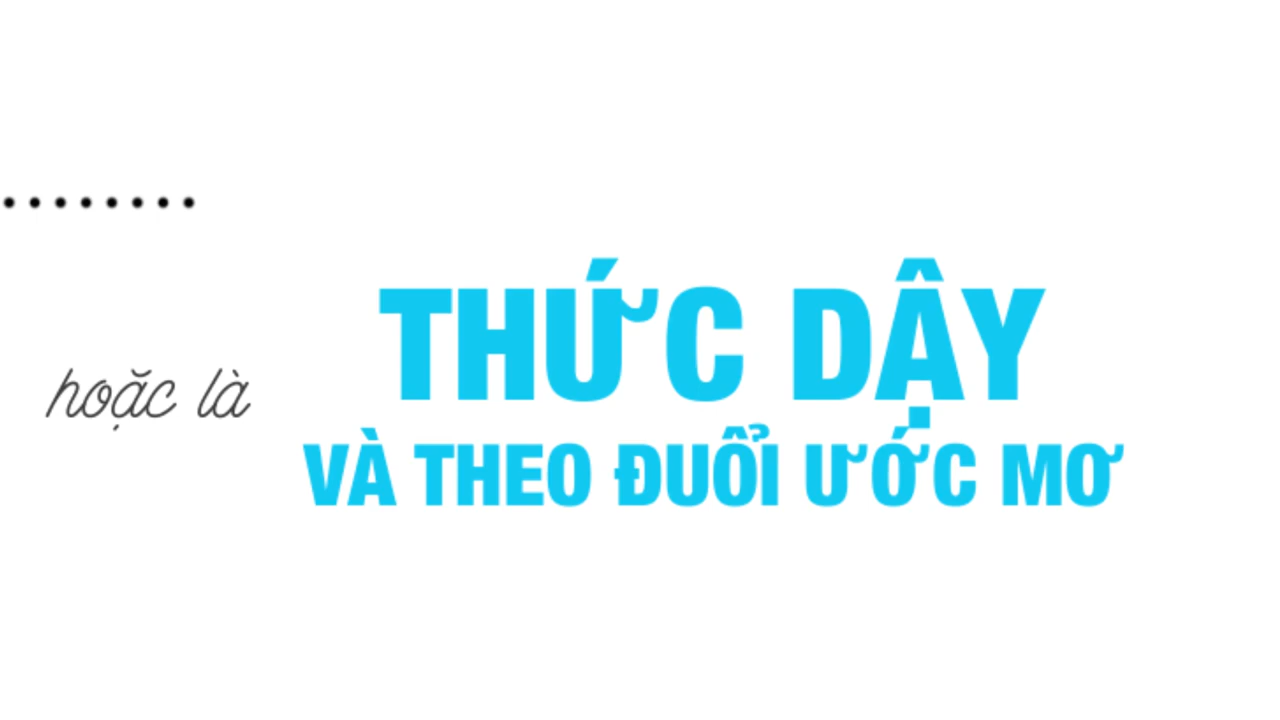 hoặc là
THỨC DẬY
VÀ THEO ĐUỔI ƯỚC MƠ